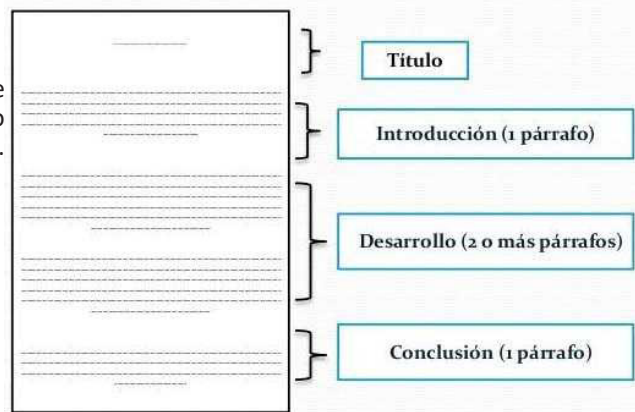 Título
e
o
.
Introducción (1 párrafo)
Desarrollo (2 o más párrafos)
Conclusión (1 párrafo)